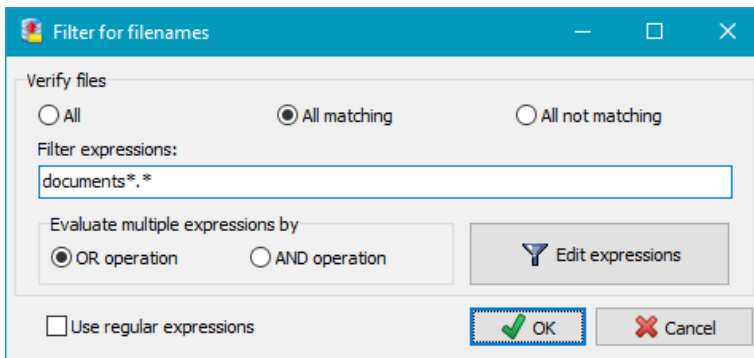 Filter for filenames
Verify files
All All matching All not matching
Filter expressions:
documents*.*
Evaluate multiple expressions by
OR operation AND operation Edit expressions
Use regular expressions OK Cancel